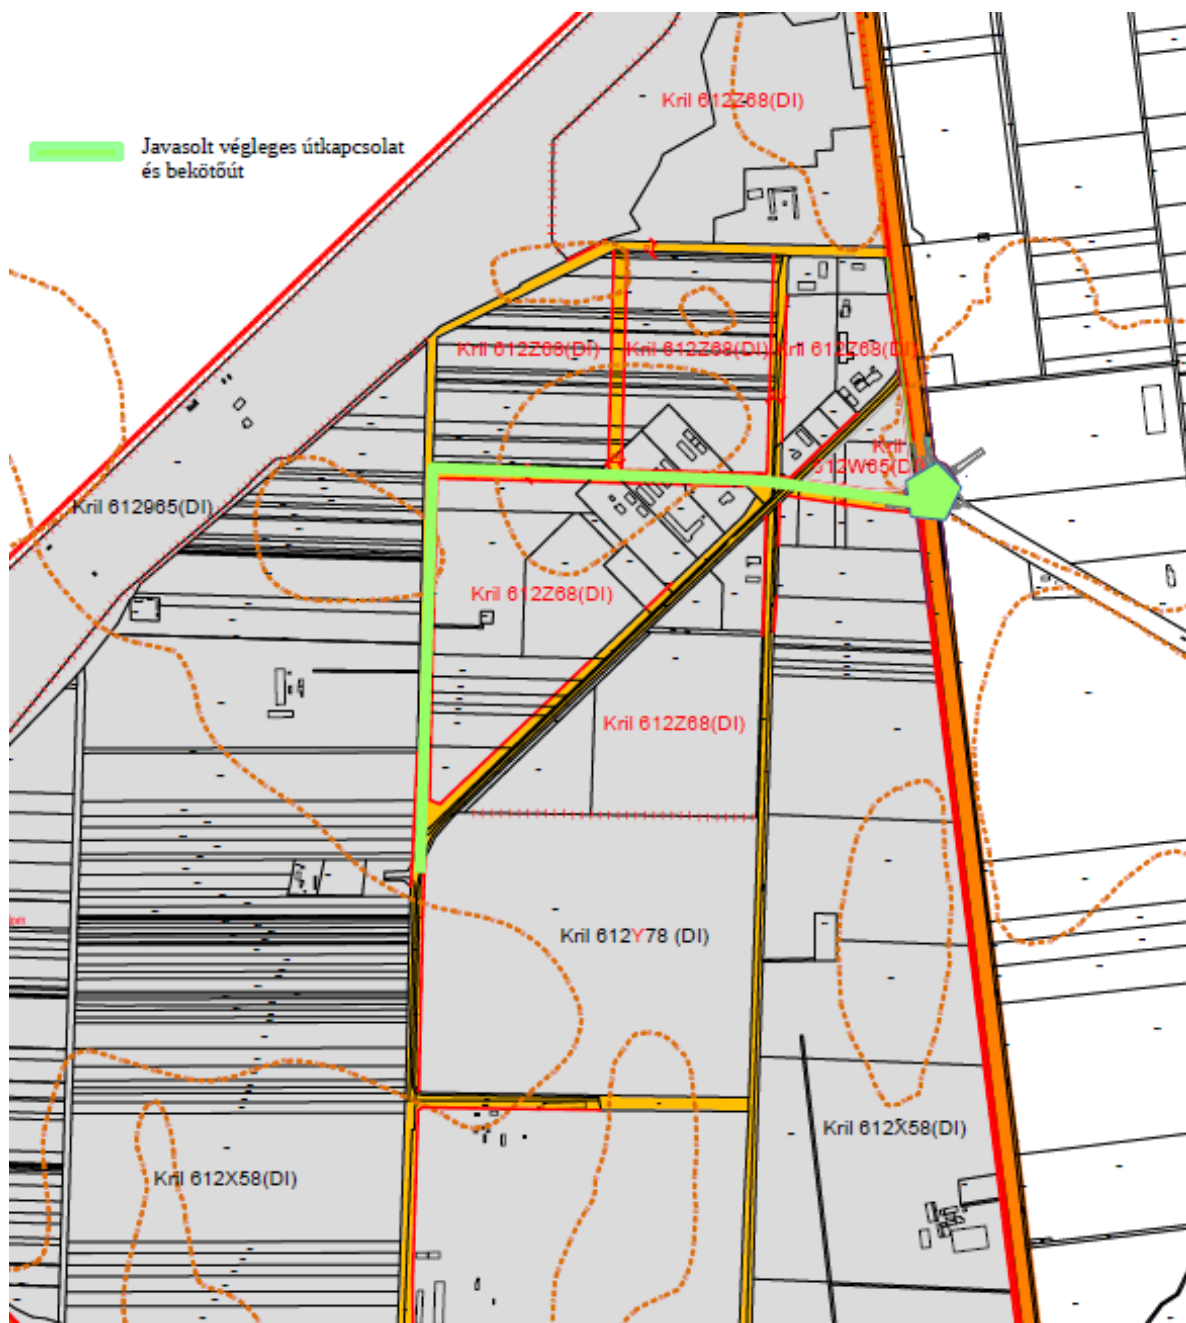 Kril 612Z68(DI)
Javasolt végleges útkapcsolat
és bekötőút
Kril 612Z68(DI)
Kril 612Z68(DI)
Kril 612Z68(DI)
Kril
612W65(DI)
Kril 612965(DI)
Kril 612Z68(DI)
Kril 612Z68(DI)
Kril 612Y78 (DI)
Kril 612X58(DI)
Kril 612X58(DI)